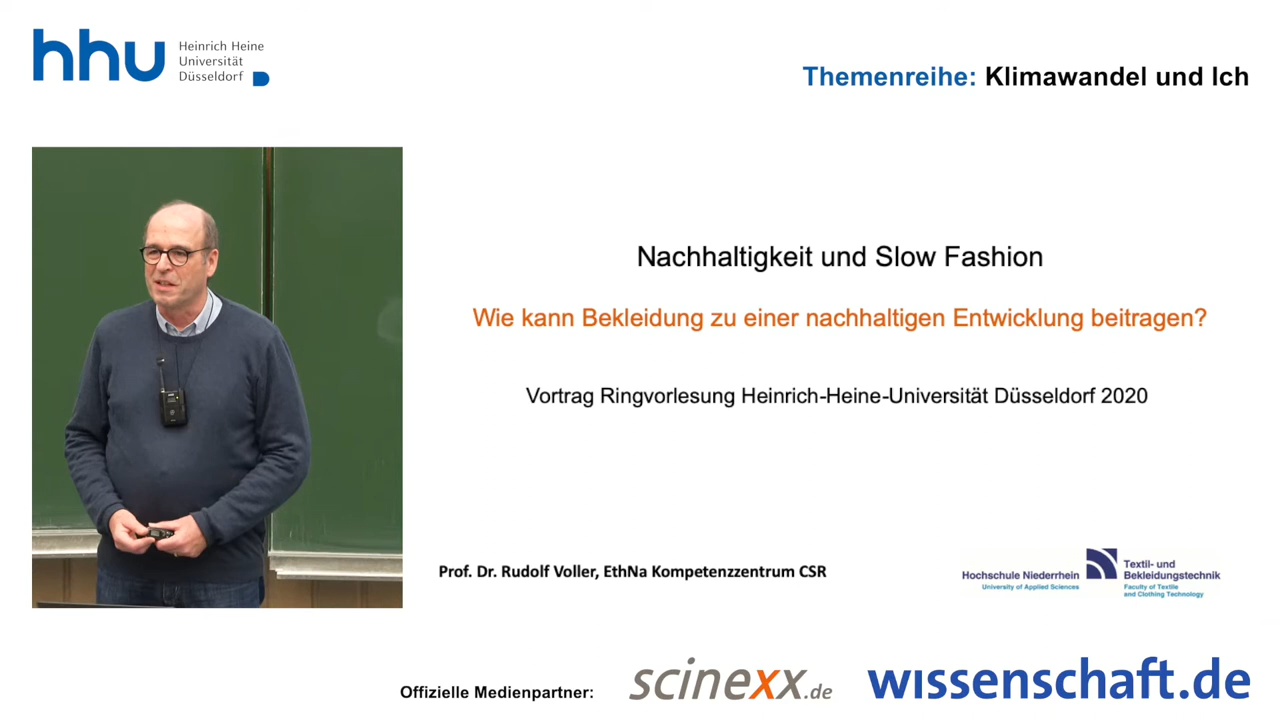 hhu Heinrich Heine
Universität
Düsseldorf
Themenreihe: Klimawandel und Ich
Nachhaltigkeit und Slow Fashion
Wie kann Bekleidung zu einer nachhaltigen Entwicklung beitragen?
Vortrag Ringvorlesung Heinrich-Heine-Universität Düsseldorf 2020
Prof. Dr. Rudolf Voller, EthNa Kompetenzzentrum CSR
Hochschule Niederrhein
University of Applied Sciences
Textil- und
Bekleidungstechnik
Faculty of Textile
and Clothing Technology
Offizielle Medienpartner:
scinexx.de
wissenschaft.de